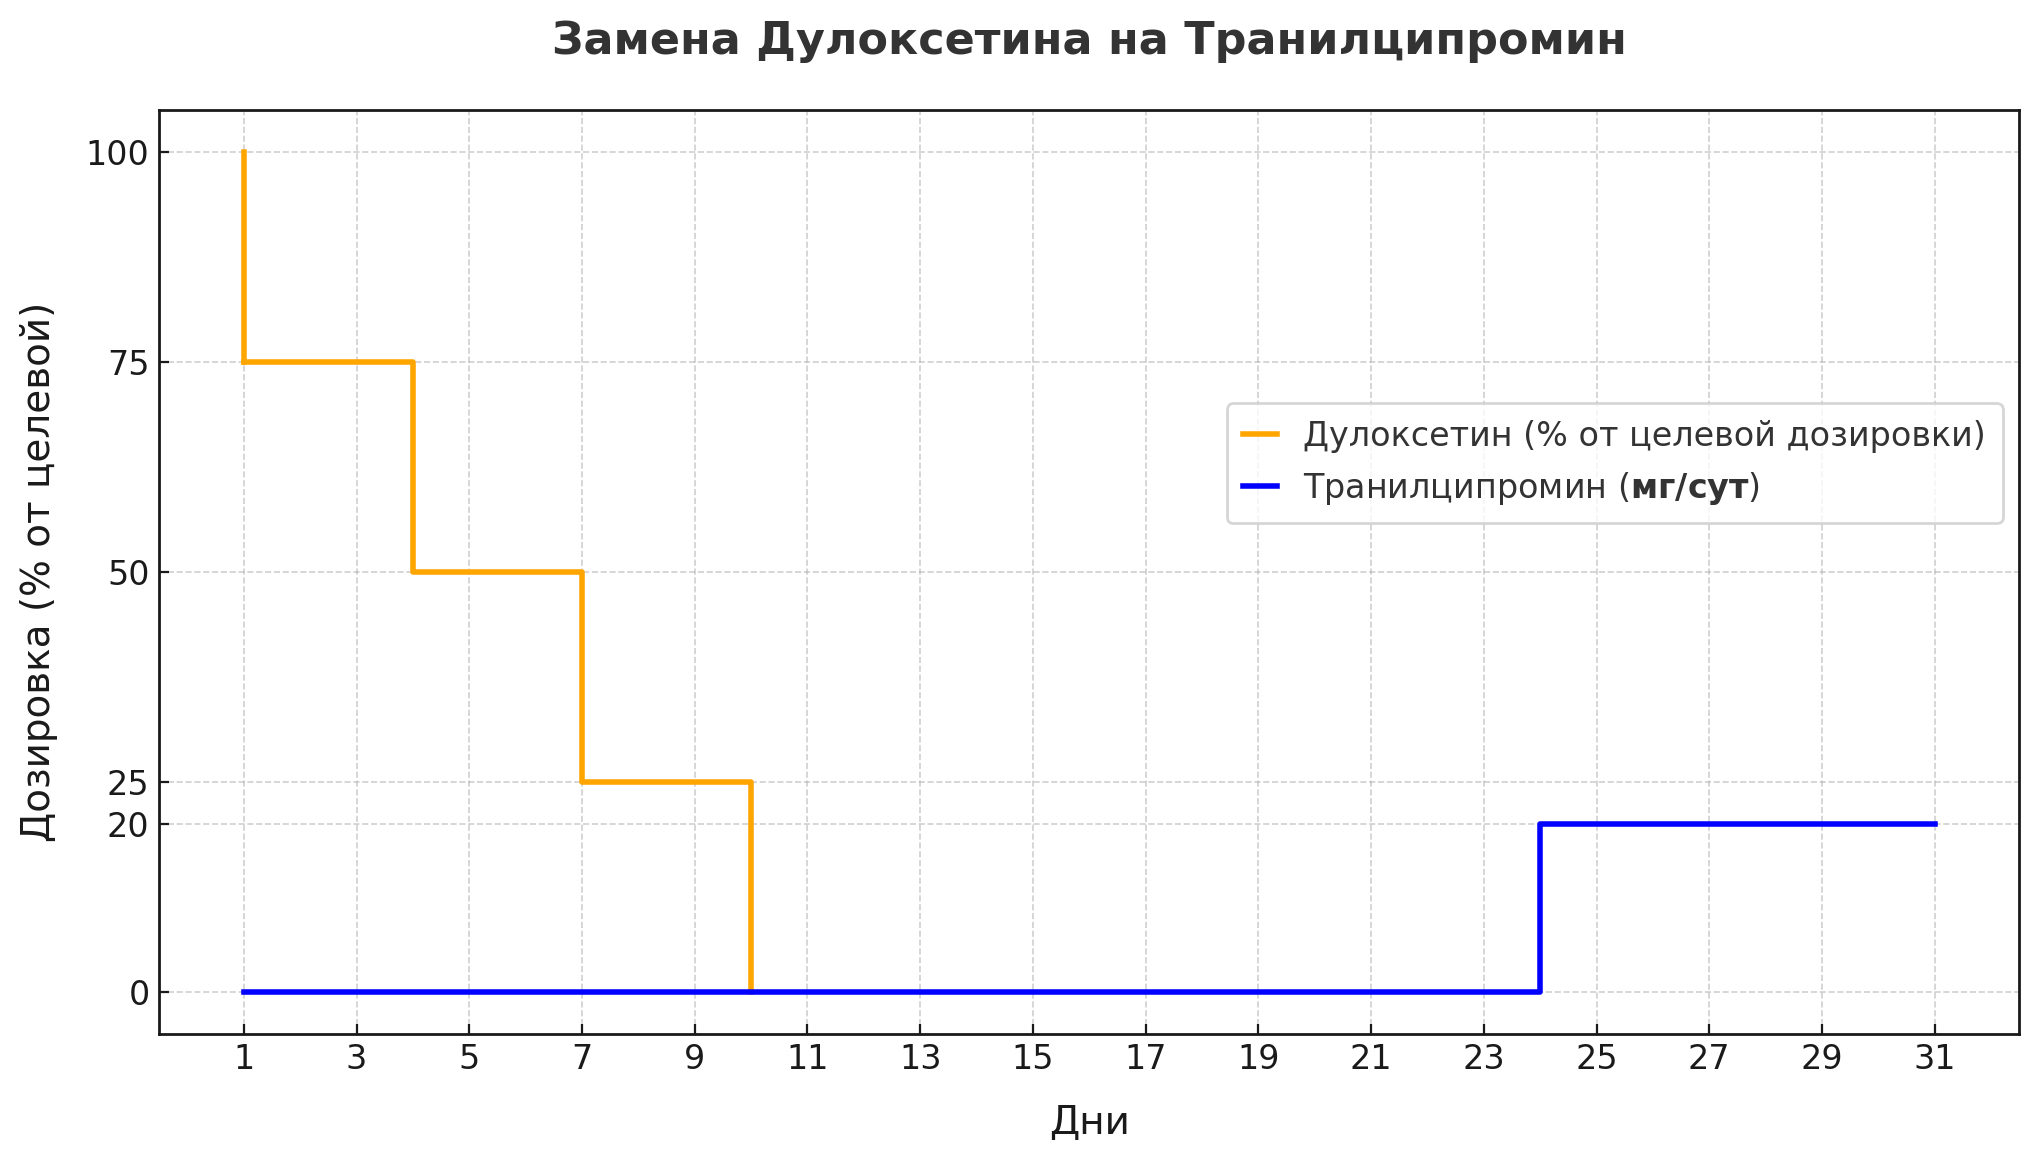 Замена Дулоксетина на Транилципромин
Дозировка (% от целевой)
100
75
50
25
20
0
Дулоксетин (% от целевой дозировки)
Транилципромин (мг/сут)
1 3 5 7 9 11 13 15 17 19 21 23 25 27 29 31
Дни